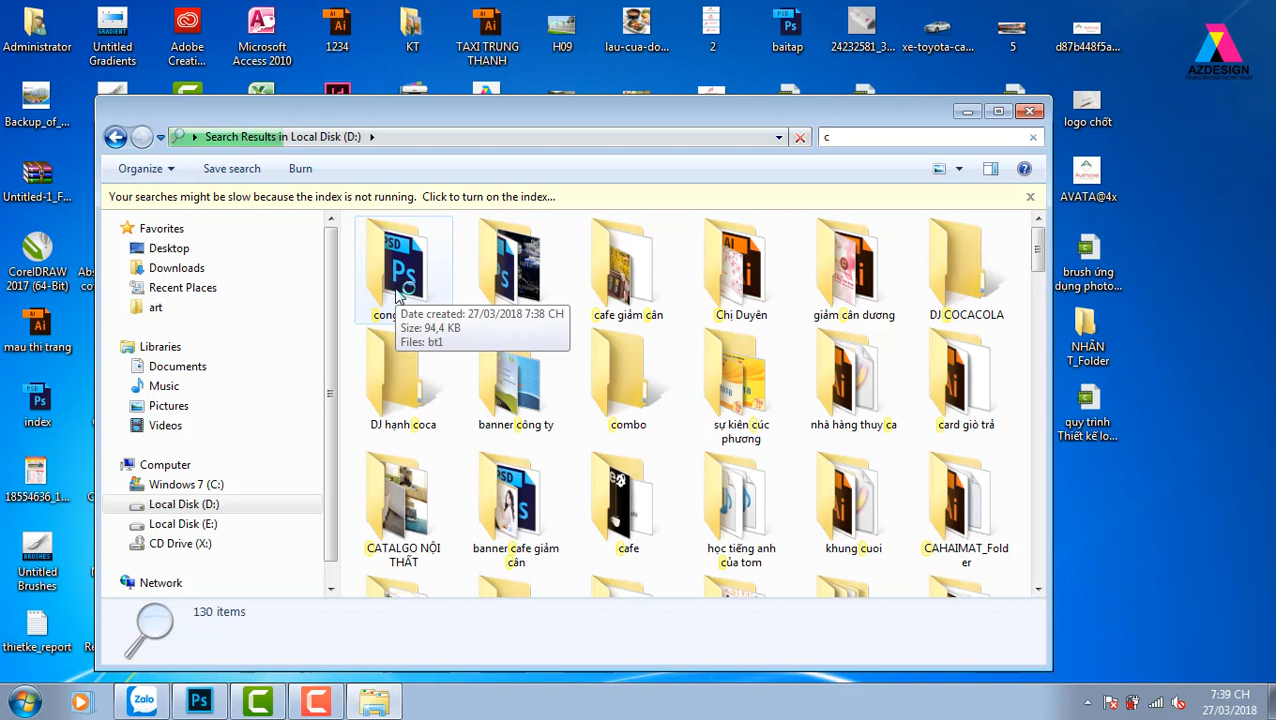 Administrator
Untitled
Gradients
Adobe
Creati...
Microsoft
Access 2010
1234
KT
TAXI TRUNG
THANH
H09
lau-cua-do...
2
baitap
24232581_3...
xe-toyota-ca...
5
d87b448f5a...
AZDESIGN
Backup_of_...
logo chốt
Untitled-1_F...
AVATA@4x
CorelDRAW
2017 (64-Bit)
brush ứng
dụng photo...
mau thi trang
NHÂN
T_Folder
index
quy trình
Thiết kế lo...
18554636_1...
Untitled
Brushes
thietke_report
Search Results in Local Disk (D:)
c
Organize
Save search
Burn
Your searches might be slow because the index is not running. Click to turn on the index...
Favorites
Desktop
Downloads
Recent Places
art
Libraries
Documents
Music
Pictures
Videos
Computer
Windows 7 (C:)
Local Disk (D:)
Local Disk (E:)
CD Drive (X:)
Network
cafe giảm cân
Chị Duyên
giảm cân dương
DJ COCACOLA
Date created: 27/03/2018 7:38 CH
Size: 94,4 KB
Files: bt1
DJ hạnh coca
banner công ty
combo
sự kiên cúc
phương
nhà hàng thuy ca
card giò trả
CATALGO NỘI
THẤT
banner cafe giảm
cân
cafe
học tiếng anh
của tom
khung cuoi
CAHAIMAT_Fold
er
130 items
Zalo
Ps
7:39 CH
27/03/2018